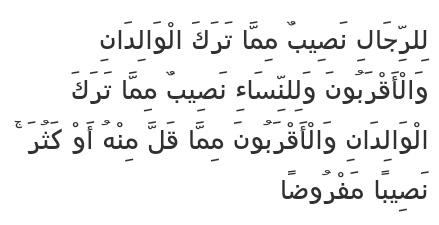 لِلرِّجَالِ نَصِيبٌ مِمَّا تَرَكَ الْوَالِدَانِ
وَالْأَقْرَبُونَ وَلِلنِّسَاءِ نَصِيبٌ مِمَّا تَرَكَ
الْوَالِدَانِ وَالْأَقْرَبُونَ مِمَّا قَلَّ مِنْهُ أَوْ كَثُرَ ۚ
نَصِيبًا مَفْرُوضًا